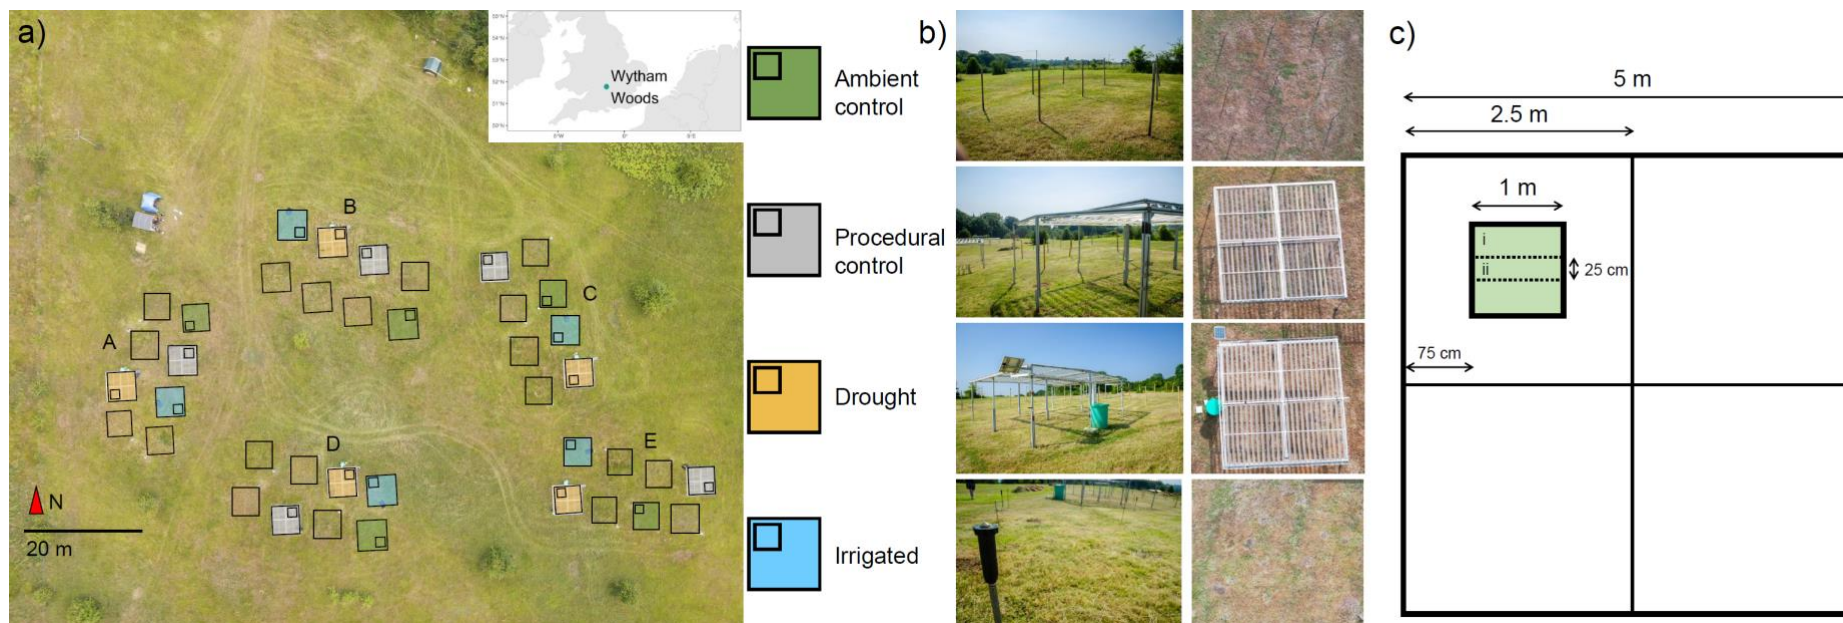 a)
Wytham
Woods
A
B
C
D
E
N
20 m
Ambient
control
Procedural
control
Drought
Irrigated
b)
c)
5 m
2.5 m
1 m
i
ii
25 cm
75 cm